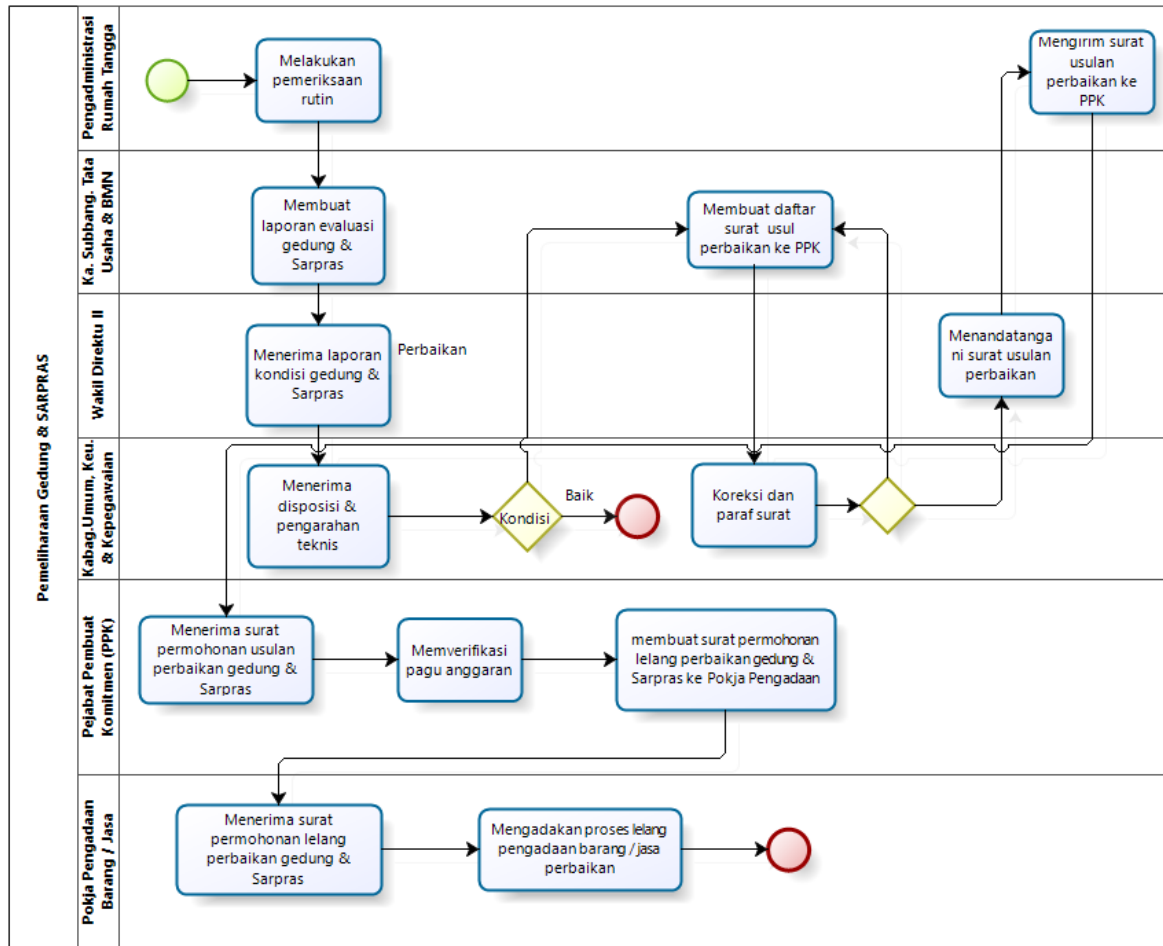 Pemeliharaan Gedung & SARPRAS
Pengadministrasi
Rumah Tangga
Melakukan
pemeriksaan
rutin
Mengirim surat
usulan
perbaikan ke
PPK
Ka. Subbang. Tata
Usaha & BMN
Membuat
laporan evaluasi
gedung &
Sarpras
Membuat daftar
surat usul
perbaikan ke PPK
Wakil Direktu II
Menerima laporan
kondisi gedung &
Sarpras
Perbaikan
Menandatanga
ni surat usulan
perbaikan
Kabag.Umum, Keu.
& Kepegawaian
Menerima
disposisi &
pengarahan
teknis
Kondisi
Baik
Koreksi dan
paraf surat
Pejabat Pembuat
Komitmen (PPK)
Menerima surat
permohonan usulan
perbaikan gedung &
Sarpras
Memverifikasi
pagu anggaran
membuat surat permohonan
lelang perbaikan gedung &
Sarpras ke Pokja Pengadaan
Pokja Pengadaan
Barang / Jasa
Menerima surat
permohonan lelang
perbaikan gedung &
Sarpras
Mengadakan proses lelang
pengadaan barang / jasa
perbaikan